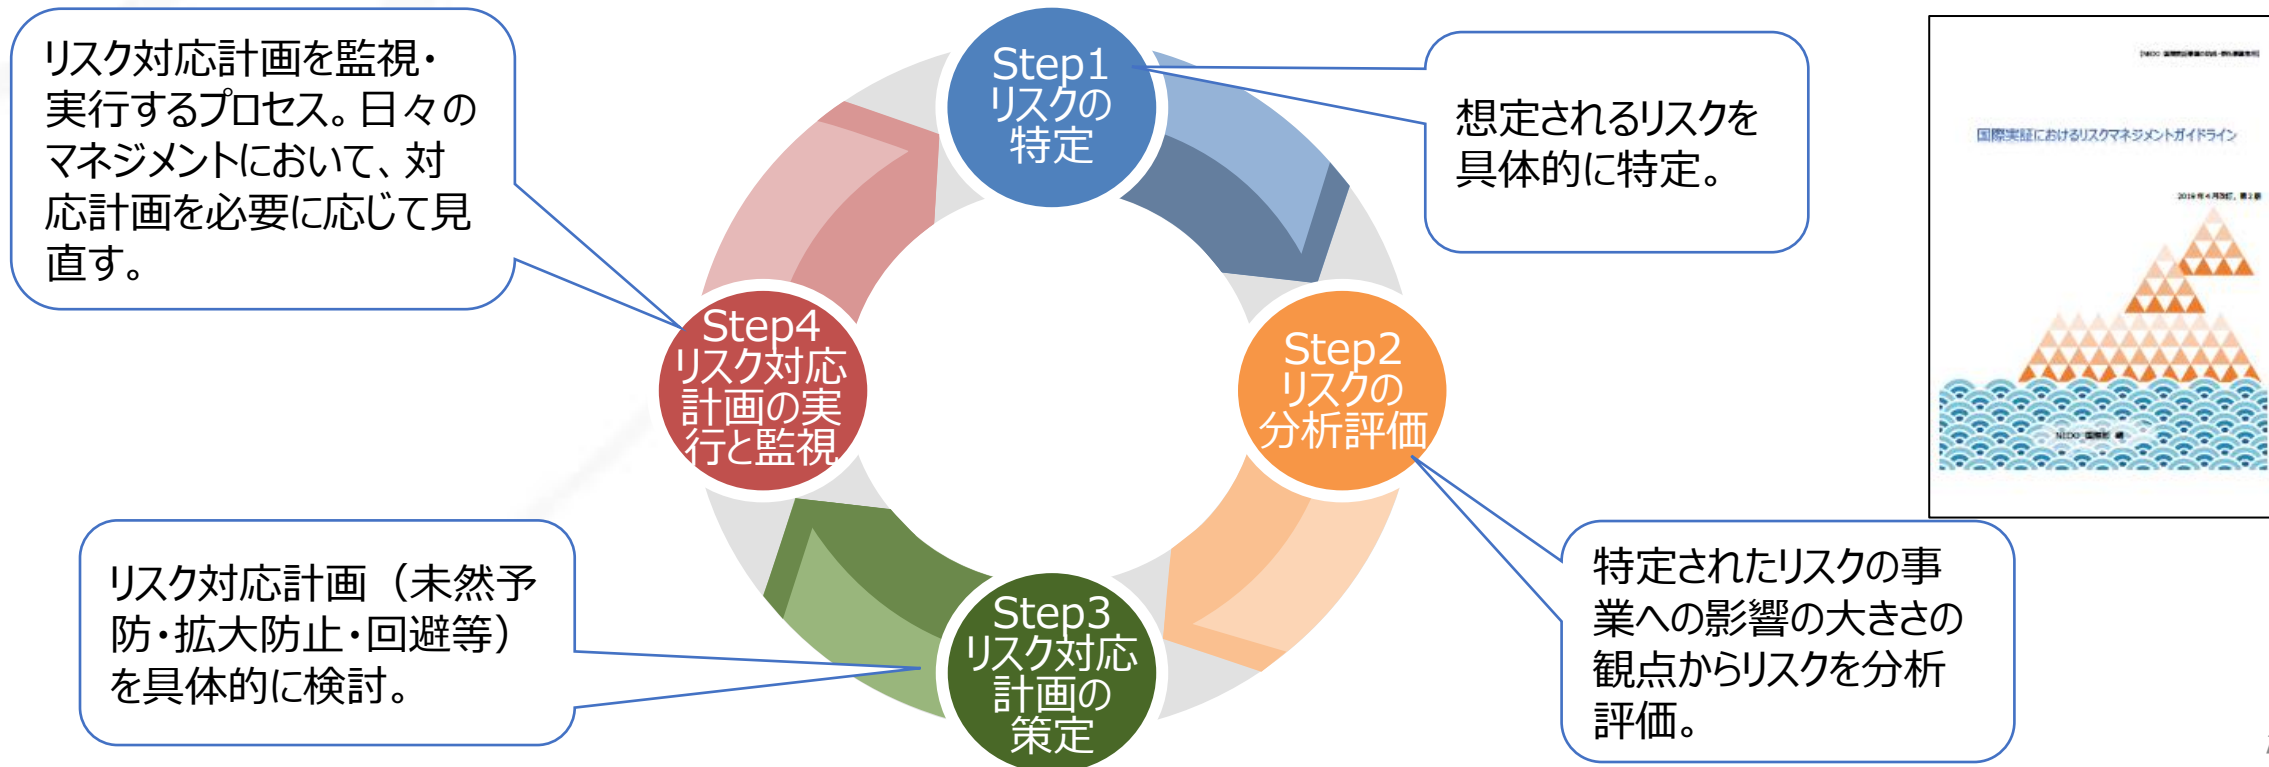 リスク対応計画を監視・
実行するプロセス。日々の
マネジメントにおいて、対
応計画を必要に応じて見
直す。
Step1
リスクの
特定
想定されるリスクを
具体的に特定。
国際実証におけるリスクマネジメントガイドライン
Step4
リスク対応
計画の実
行と監視
Step2
リスクの
分析評価
リスク対応計画（未然予
防・拡大防止・回避等）
を具体的に検討。
Step3
リスク対応
計画の
策定
特定されたリスクの事
業への影響の大きさの
観点からリスクを分析
評価。